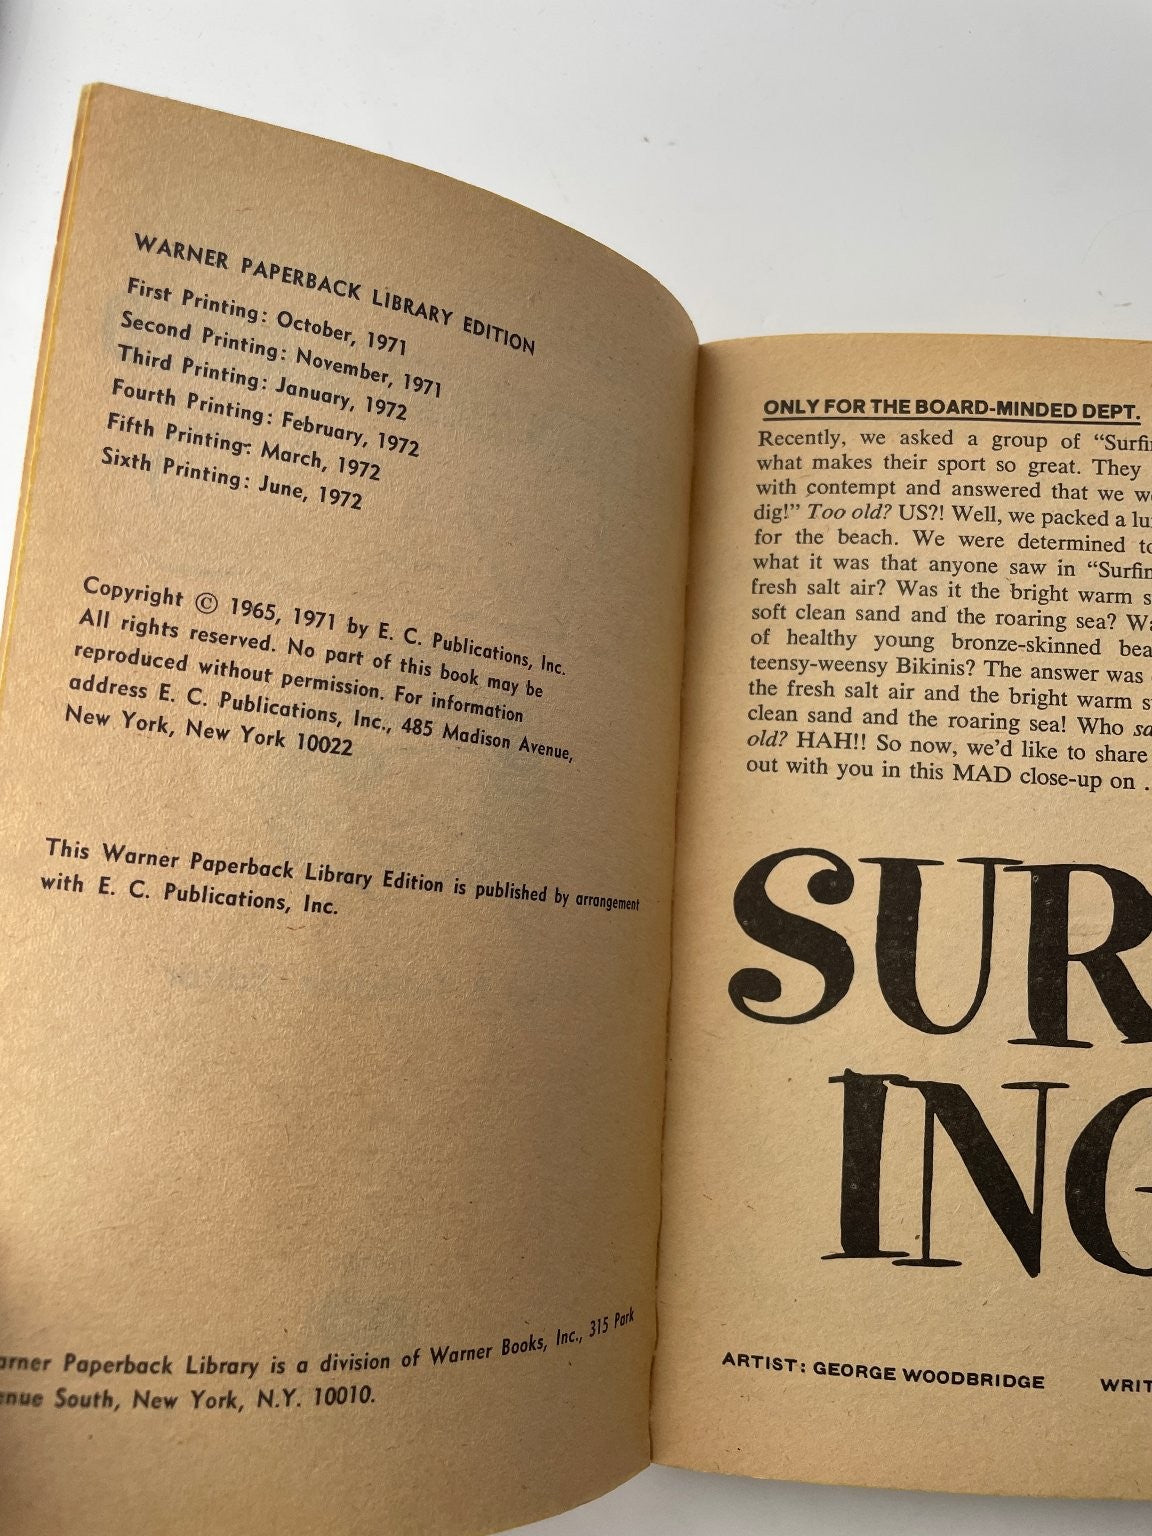 WARNER PAPERBACK LIBRARY EDITION
First Printing: October, 1971
Second Printing: November, 1971
Third Printing: January, 1972
Fourth Printing: February, 1972
Fifth Printing: March, 1972
Sixth Printing: June, 1972
Copyright © 1965, 1971 by E. C. Publications, Inc.
All rights reserved. No part of this book may be
reproduced without permission. For information
address E. C. Publications, Inc., 485 Madison Avenue,
New York, New York 10022
This Warner Paperback Library Edition is published by arrangement
with E. C. Publications, Inc.
arner Paperback Library is a division of Warner Books, Inc., 315 Park
enue South, New York, N.Y. 10010.
ONLY FOR THE BOARD-MINDED DEPT.
Recently, we asked a group of “Surfin
what makes their sport so great. They
with contempt and answered that we we
dig!” Too old? US?! Well, we packed a lu
for the beach. We were determined to
what it was that anyone saw in “Surfin
fresh salt air? Was it the bright warm s
soft clean sand and the roaring sea? Wa
of healthy young bronze-skinned bea
teensy-weensy Bikinis? The answer was
the fresh salt air and the bright warm s
clean sand and the roaring sea! Who sa
old? HAH!! So now, we’d like to share
out with you in this MAD close-up on .
SUR
ING
ARTIST: GEORGE WOODBRIDGE WRIT